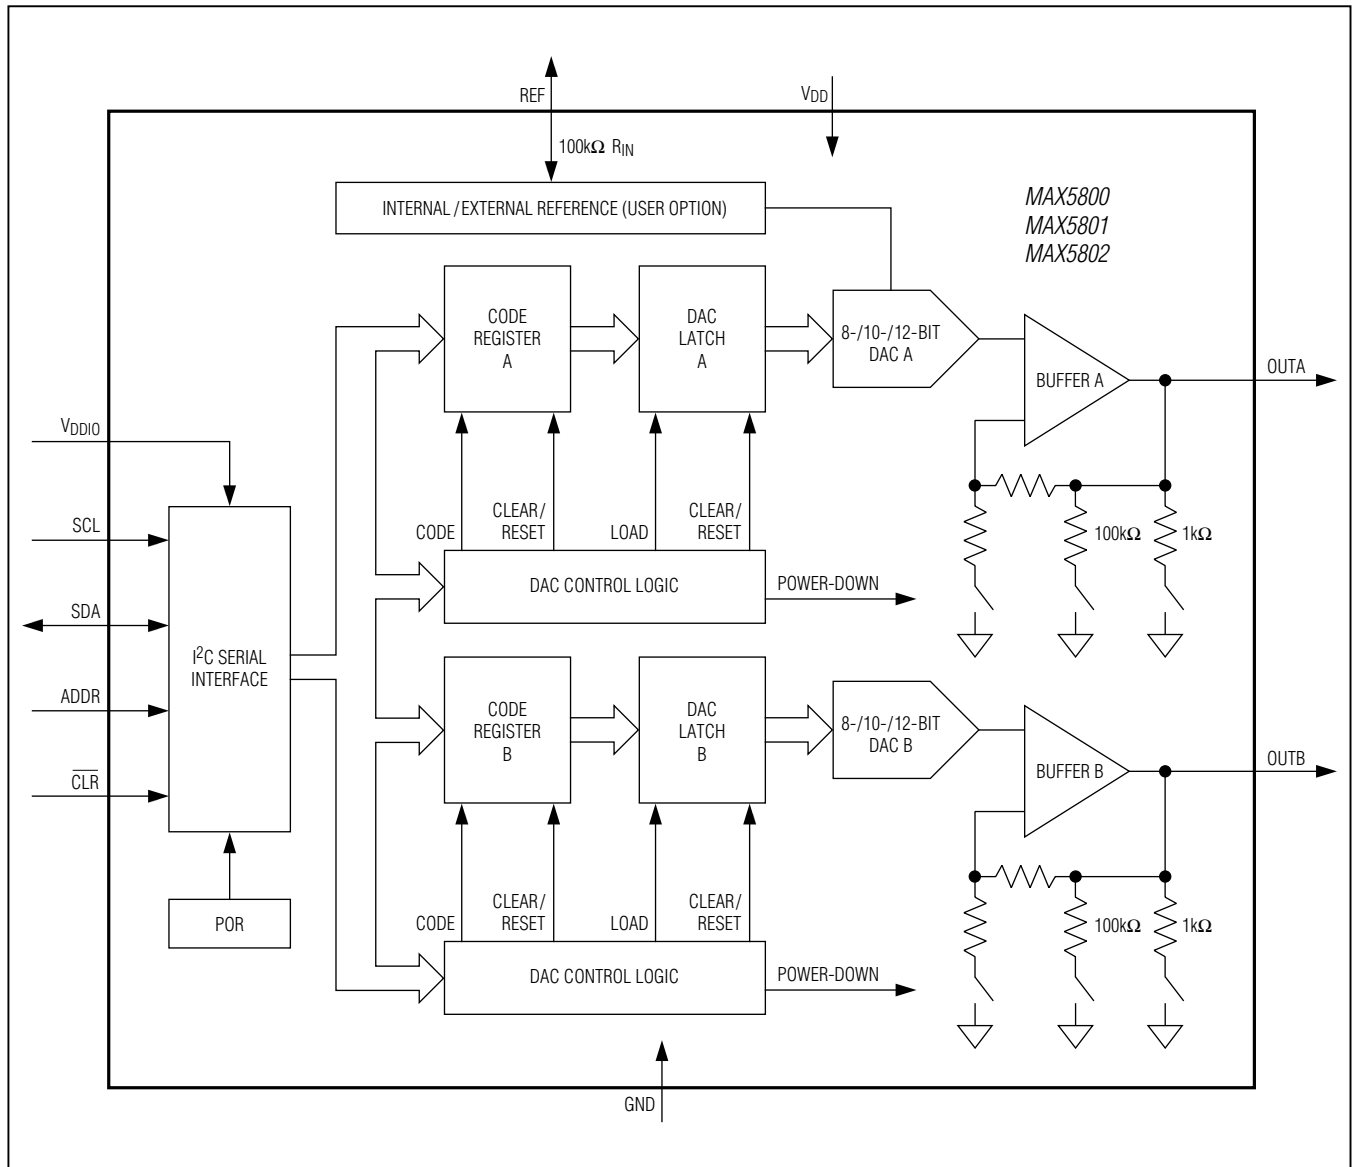 REF
VDD
100kΩ RIN
INTERNAL/EXTERNAL REFERENCE (USER OPTION)
MAX5800
MAX5801
MAX5802
CODE
REGISTER
A
DAC
LATCH
A
8-/10-/12-BIT
DAC A
BUFFER A
OUTA
VDDIO
SCL
SDA
ADDR
CLR
I2C SERIAL
INTERFACE
POR
CODE
CLEAR/
RESET
LOAD
CLEAR/
RESET
100kΩ
1kΩ
DAC CONTROL LOGIC
POWER-DOWN
CODE
REGISTER
B
DAC
LATCH
B
8-/10-/12-BIT
DAC B
BUFFER B
OUTB
CODE
CLEAR/
RESET
LOAD
CLEAR/
RESET
100kΩ
1kΩ
DAC CONTROL LOGIC
POWER-DOWN
GND